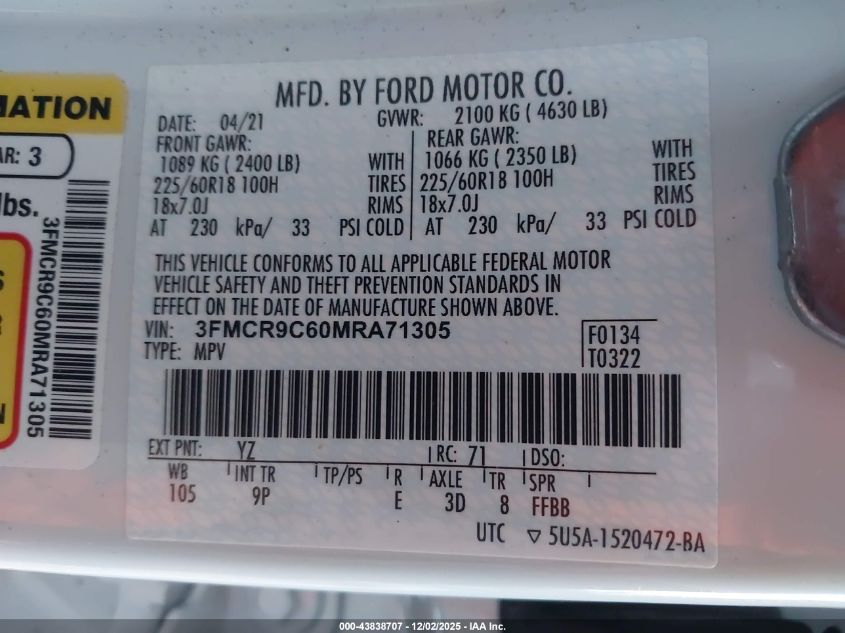 MATION
AR: 3
lbs.
3FMCR9C60MRA71305
MFD. BY FORD MOTOR CO.
DATE: 04/21 GVWR: 2100 KG ( 4630 LB)
FRONT GAWR: REAR GAWR:
1089 KG ( 2400 LB) WITH 1066 KG ( 2350 LB) WITH
225/60R18 100H TIRES 225/60R18 100H TIRES
18x7.0J RIMS 18x7.0J RIMS
AT 230 kPa/ 33 PSI COLD AT 230 kPa/ 33 PSI COLD
THIS VEHICLE CONFORMS TO ALL APPLICABLE FEDERAL MOTOR
VEHICLE SAFETY AND THEFT PREVENTION STANDARDS IN
EFFECT ON THE DATE OF MANUFACTURE SHOWN ABOVE.
VIN: 3FMCR9C60MRA71305
F0134
TYPE: MPV
T0322
EXT PNT: YZ RC: 71 DSO:
WB INT TR TP/PS R AXLE TR SPR
105 9P E 3D 8 FFBB
UTC ▽ 5U5A-1520472-BA
000-43838707 - 12/02/2025 - IAA Inc.